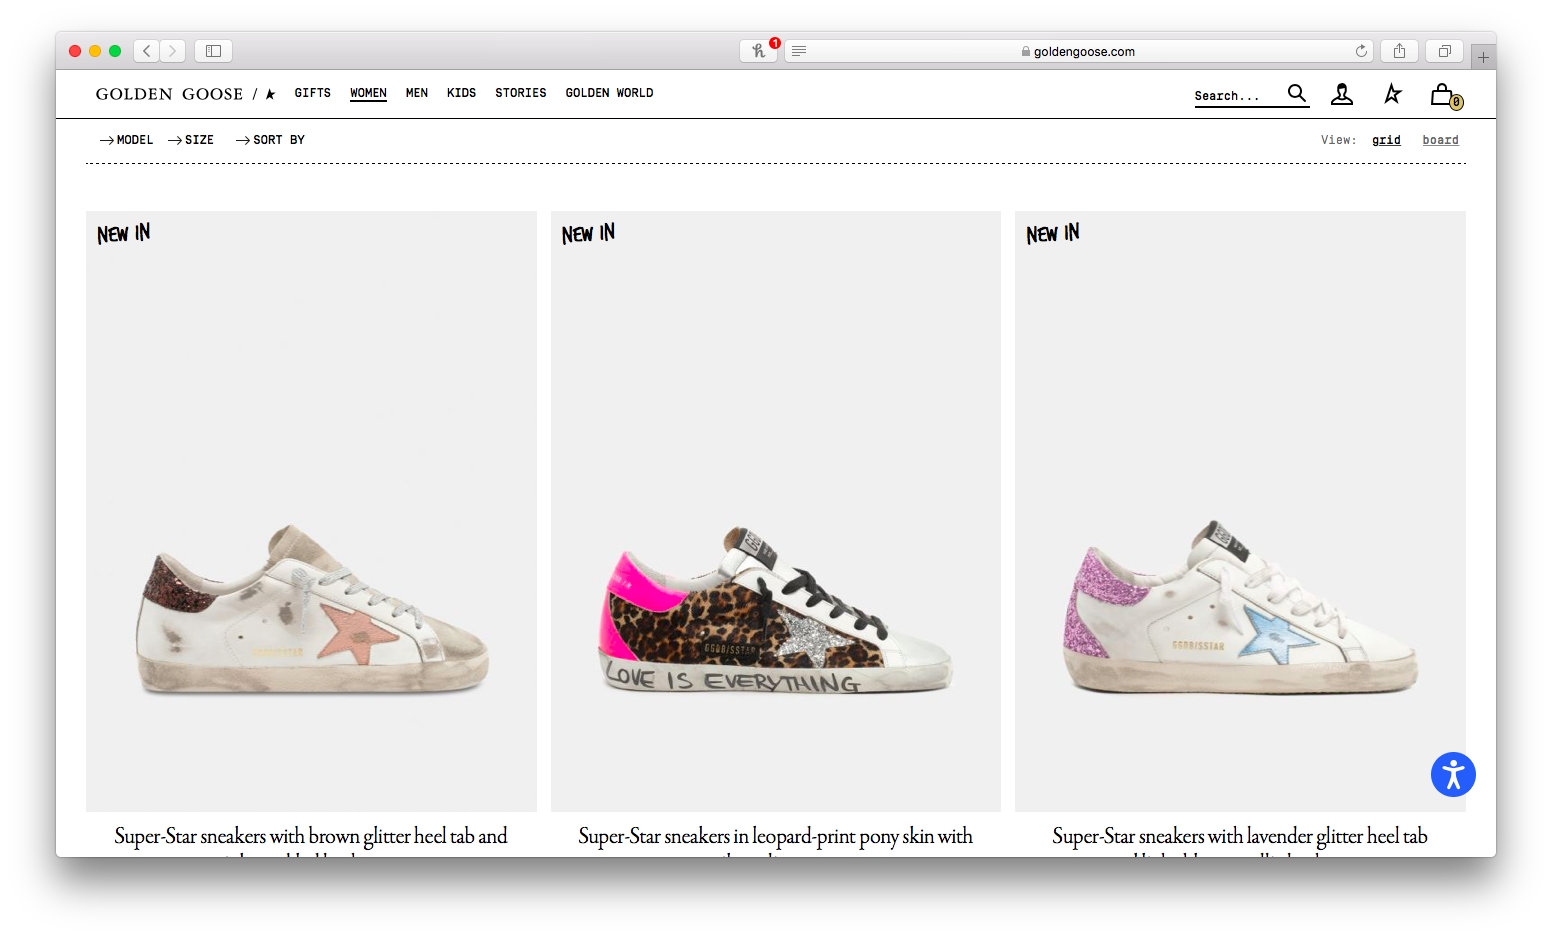 1
goldengoose.com
GOLDEN GOOSE / GIFTS WOMEN MEN KIDS STORIES GOLDEN WORLD Search... 0
MODEL SIZE SORT BY View: grid board
NEW IN NEW IN NEW IN
GGDB/SSTAR
GGDB/SSTAR
GGDB/SSTAR
LOVE IS EVERYTHING
Super-Star sneakers with brown glitter heel tab and
Super-Star sneakers in leopard-print pony skin with
Super-Star sneakers with lavender glitter heel tab